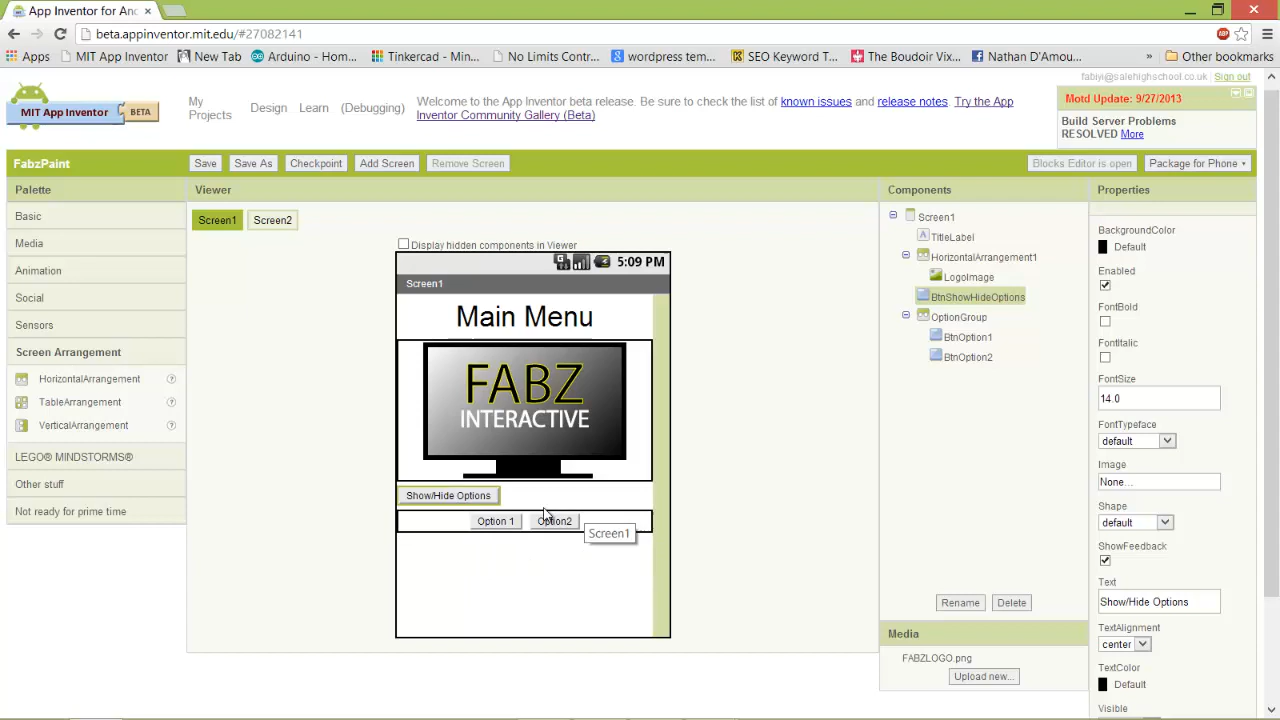 App Inventor for Anc
beta.appinventor.mit.edu/#27082141
Apps MIT App Inventor New Tab Arduino - Hom... Tinkercad - Min... No Limits Contr... wordpress tem... SEO Keyword T... The Boudoir Vix... Nathan D'Amou... » Other bookmarks
fabiyi@salehighschool.co.uk Sign out
MIT App Inventor BETA
My Projects Design Learn (Debugging)
Welcome to the App Inventor beta release. Be sure to check the list of known issues and release notes. Try the App
Inventor Community Gallery (Beta)
Motd Update: 9/27/2013
Build Server Problems
RESOLVED More
FabzPaint Save Save As Checkpoint Add Screen Remove Screen Blocks Editor is open Package for Phone
Palette Viewer Components Properties
Basic
Media
Animation
Social
Sensors
Screen Arrangement
HorizontalArrangement
TableArrangement
VerticalArrangement
LEGO® MINDSTORMS®
Other stuff
Not ready for prime time
Screen1 Screen2
Display hidden components in Viewer
5:09 PM
Screen1
Main Menu
FABZ
INTERACTIVE
Show/Hide Options
Option 1 Option2
Screen1
Screen1
TitleLabel
HorizontalArrangement1
LogoImage
BtnShowHideOptions
OptionGroup
BtnOption1
BtnOption2
Rename Delete
Media
FABZLOGO.png
Upload new...
BackgroundColor
Default
Enabled
FontBold
FontItalic
FontSize
14.0
FontTypeface
default
Image
None...
Shape
default
ShowFeedback
Text
Show/Hide Options
TextAlignment
center
TextColor
Default
Visible